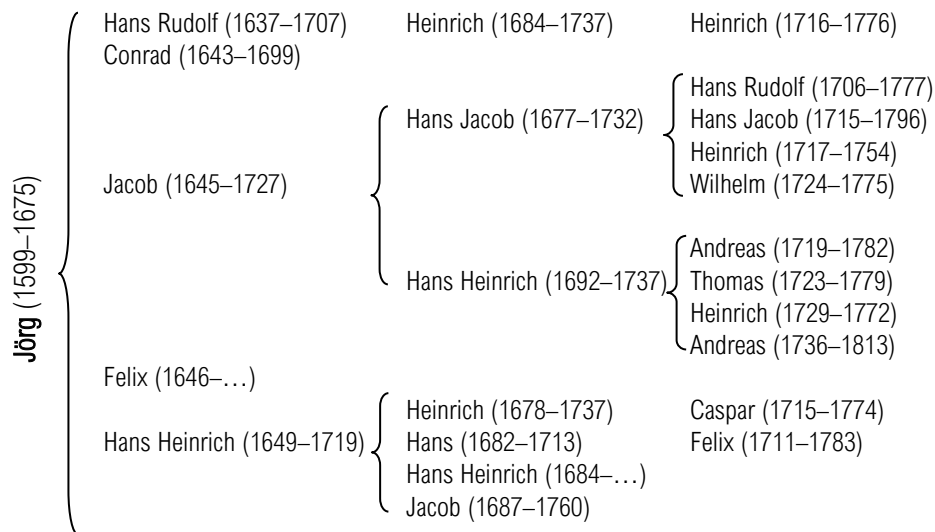 Jörg (1599–1675)
Hans Rudolf (1637–1707) Heinrich (1684–1737) Heinrich (1716–1776)
Conrad (1643–1699)
Hans Rudolf (1706–1777)
Hans Jacob (1677–1732) Hans Jacob (1715–1796)
Heinrich (1717–1754)
Jacob (1645–1727) Wilhelm (1724–1775)
Andreas (1719–1782)
Hans Heinrich (1692–1737) Thomas (1723–1779)
Heinrich (1729–1772)
Andreas (1736–1813)
Felix (1646–…)
Heinrich (1678–1737) Caspar (1715–1774)
Hans Heinrich (1649–1719) Hans (1682–1713) Felix (1711–1783)
Hans Heinrich (1684–…)
Jacob (1687–1760)